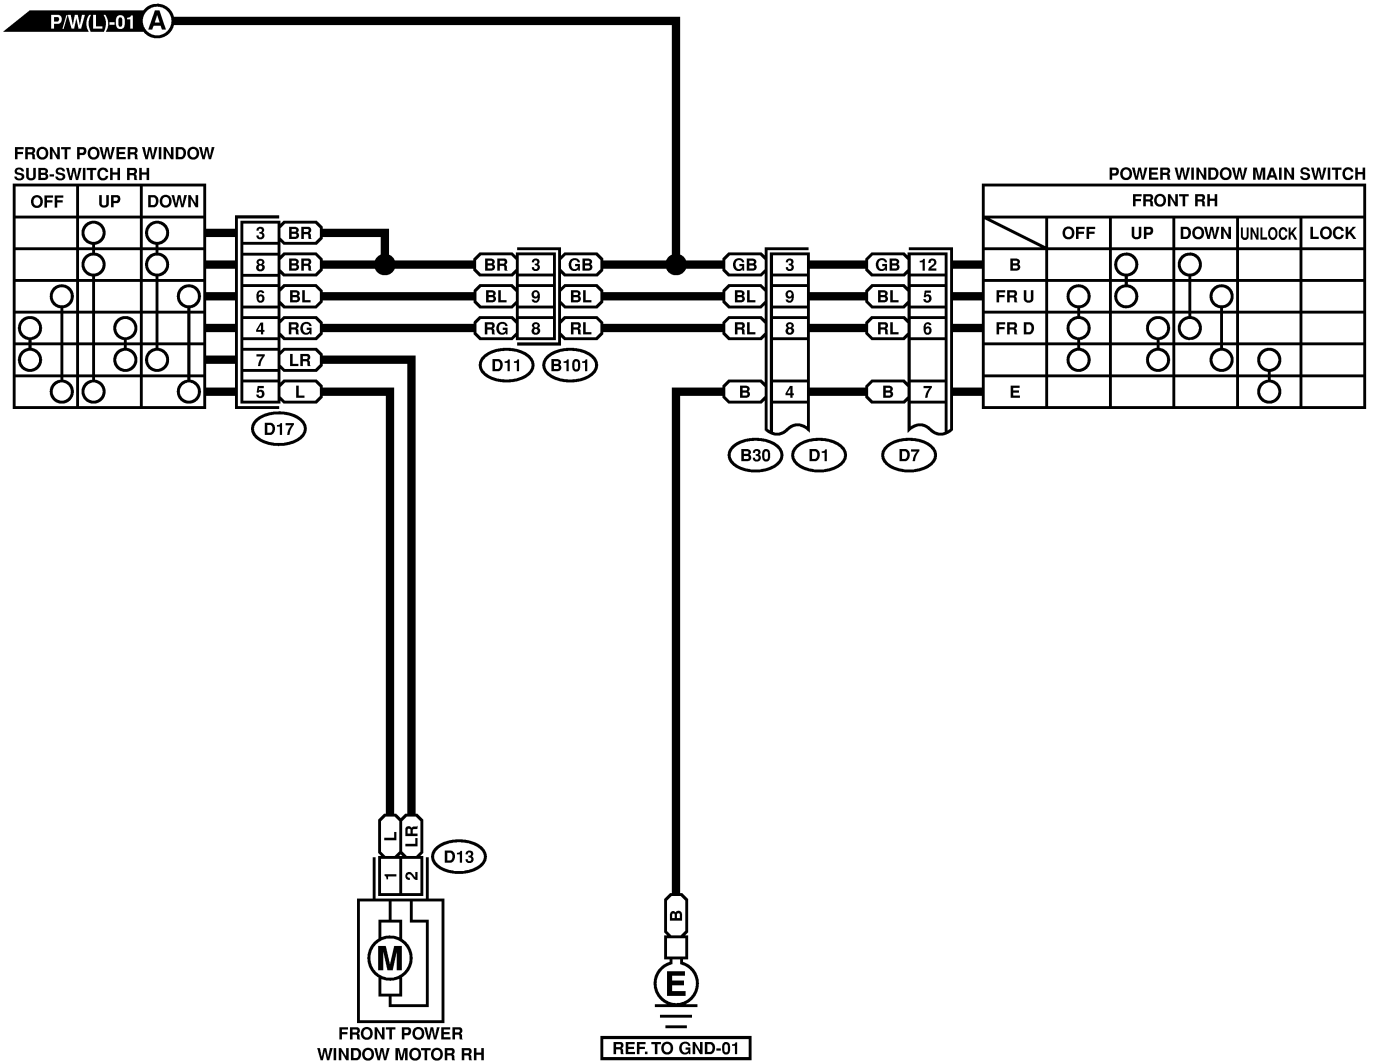 P/W(L)-01 A
FRONT POWER WINDOW
SUB-SWITCH RH
OFF UP DOWN
POWER WINDOW MAIN SWITCH
FRONT RH
OFF UP DOWN UNLOCK LOCK
3 BR
8 BR BR 3 GB GB 3 GB 12 B
6 BL BL 9 BL BL 9 BL 5 FR U
4 RG RG 8 RL RL 8 RL 6 FR D
7 LR
D11 B101
5 L B 4 B 7 E
D17
B30 D1 D7
L LR
D13
1 2
M
FRONT POWER
WINDOW MOTOR RH
B
E
REF. TO GND-01